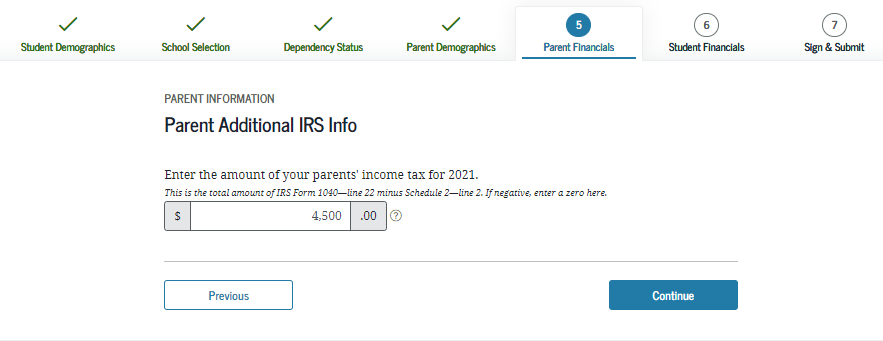 5 6 7
Student Demographics School Selection Dependency Status Parent Demographics Parent Financials Student Financials Sign & Submit
PARENT INFORMATION
Parent Additional IRS Info
Enter the amount of your parents' income tax for 2021.
This is the total amount of IRS Form 1040—line 22 minus Schedule 2—line 2. If negative, enter a zero here.
$ 4,500 .00 ?
Previous Continue